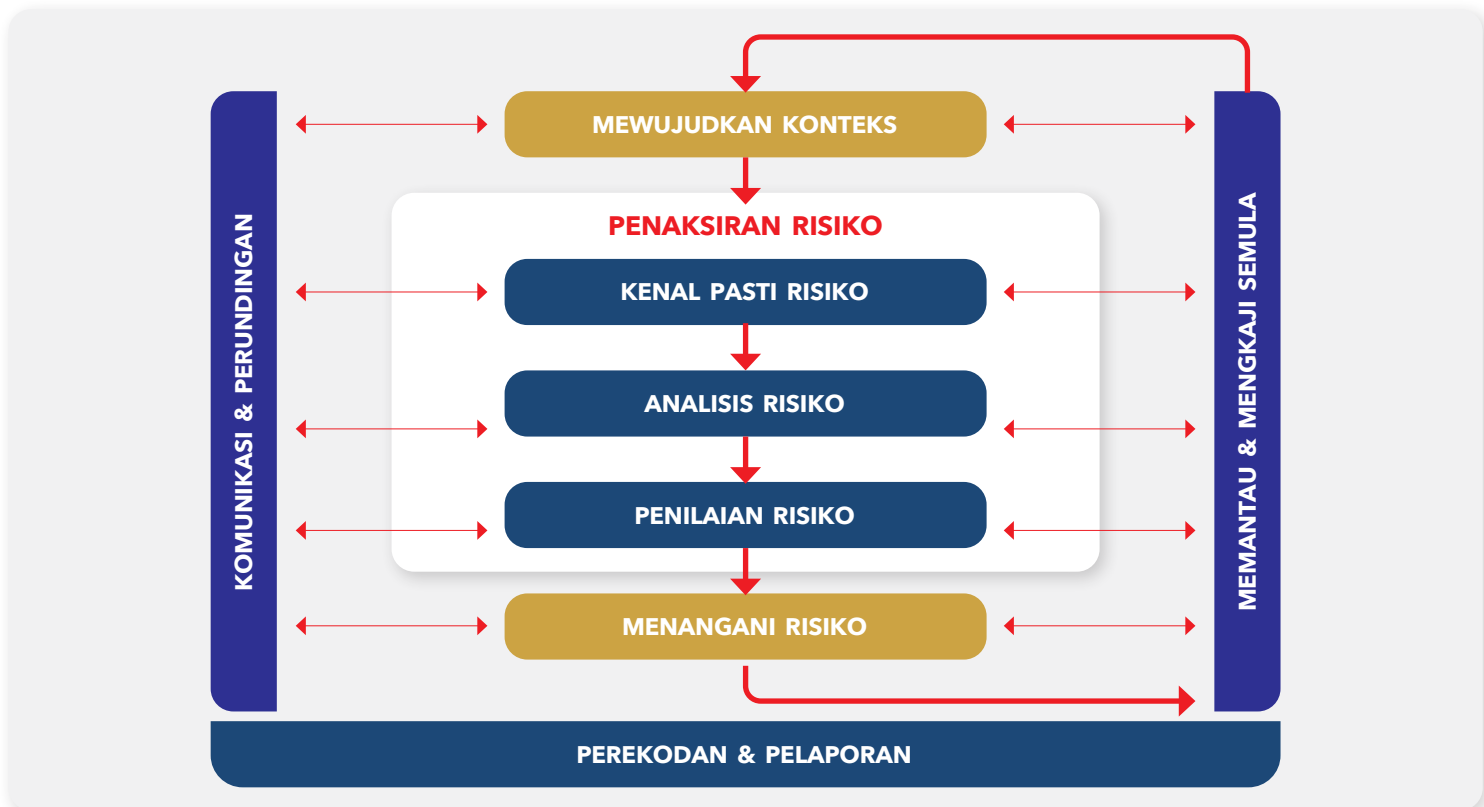 MEWUJUDKAN KONTEKS
PENAKSIRAN RISIKO
KENAL PASTI RISIKO
ANALISIS RISIKO
PENILAIAN RISIKO
MENANGANI RISIKO
KOMUNIKASI & PERUNDINGAN
MEMANTAU & MENGKAJI SEMULA
PEREKODAN & PELAPORAN